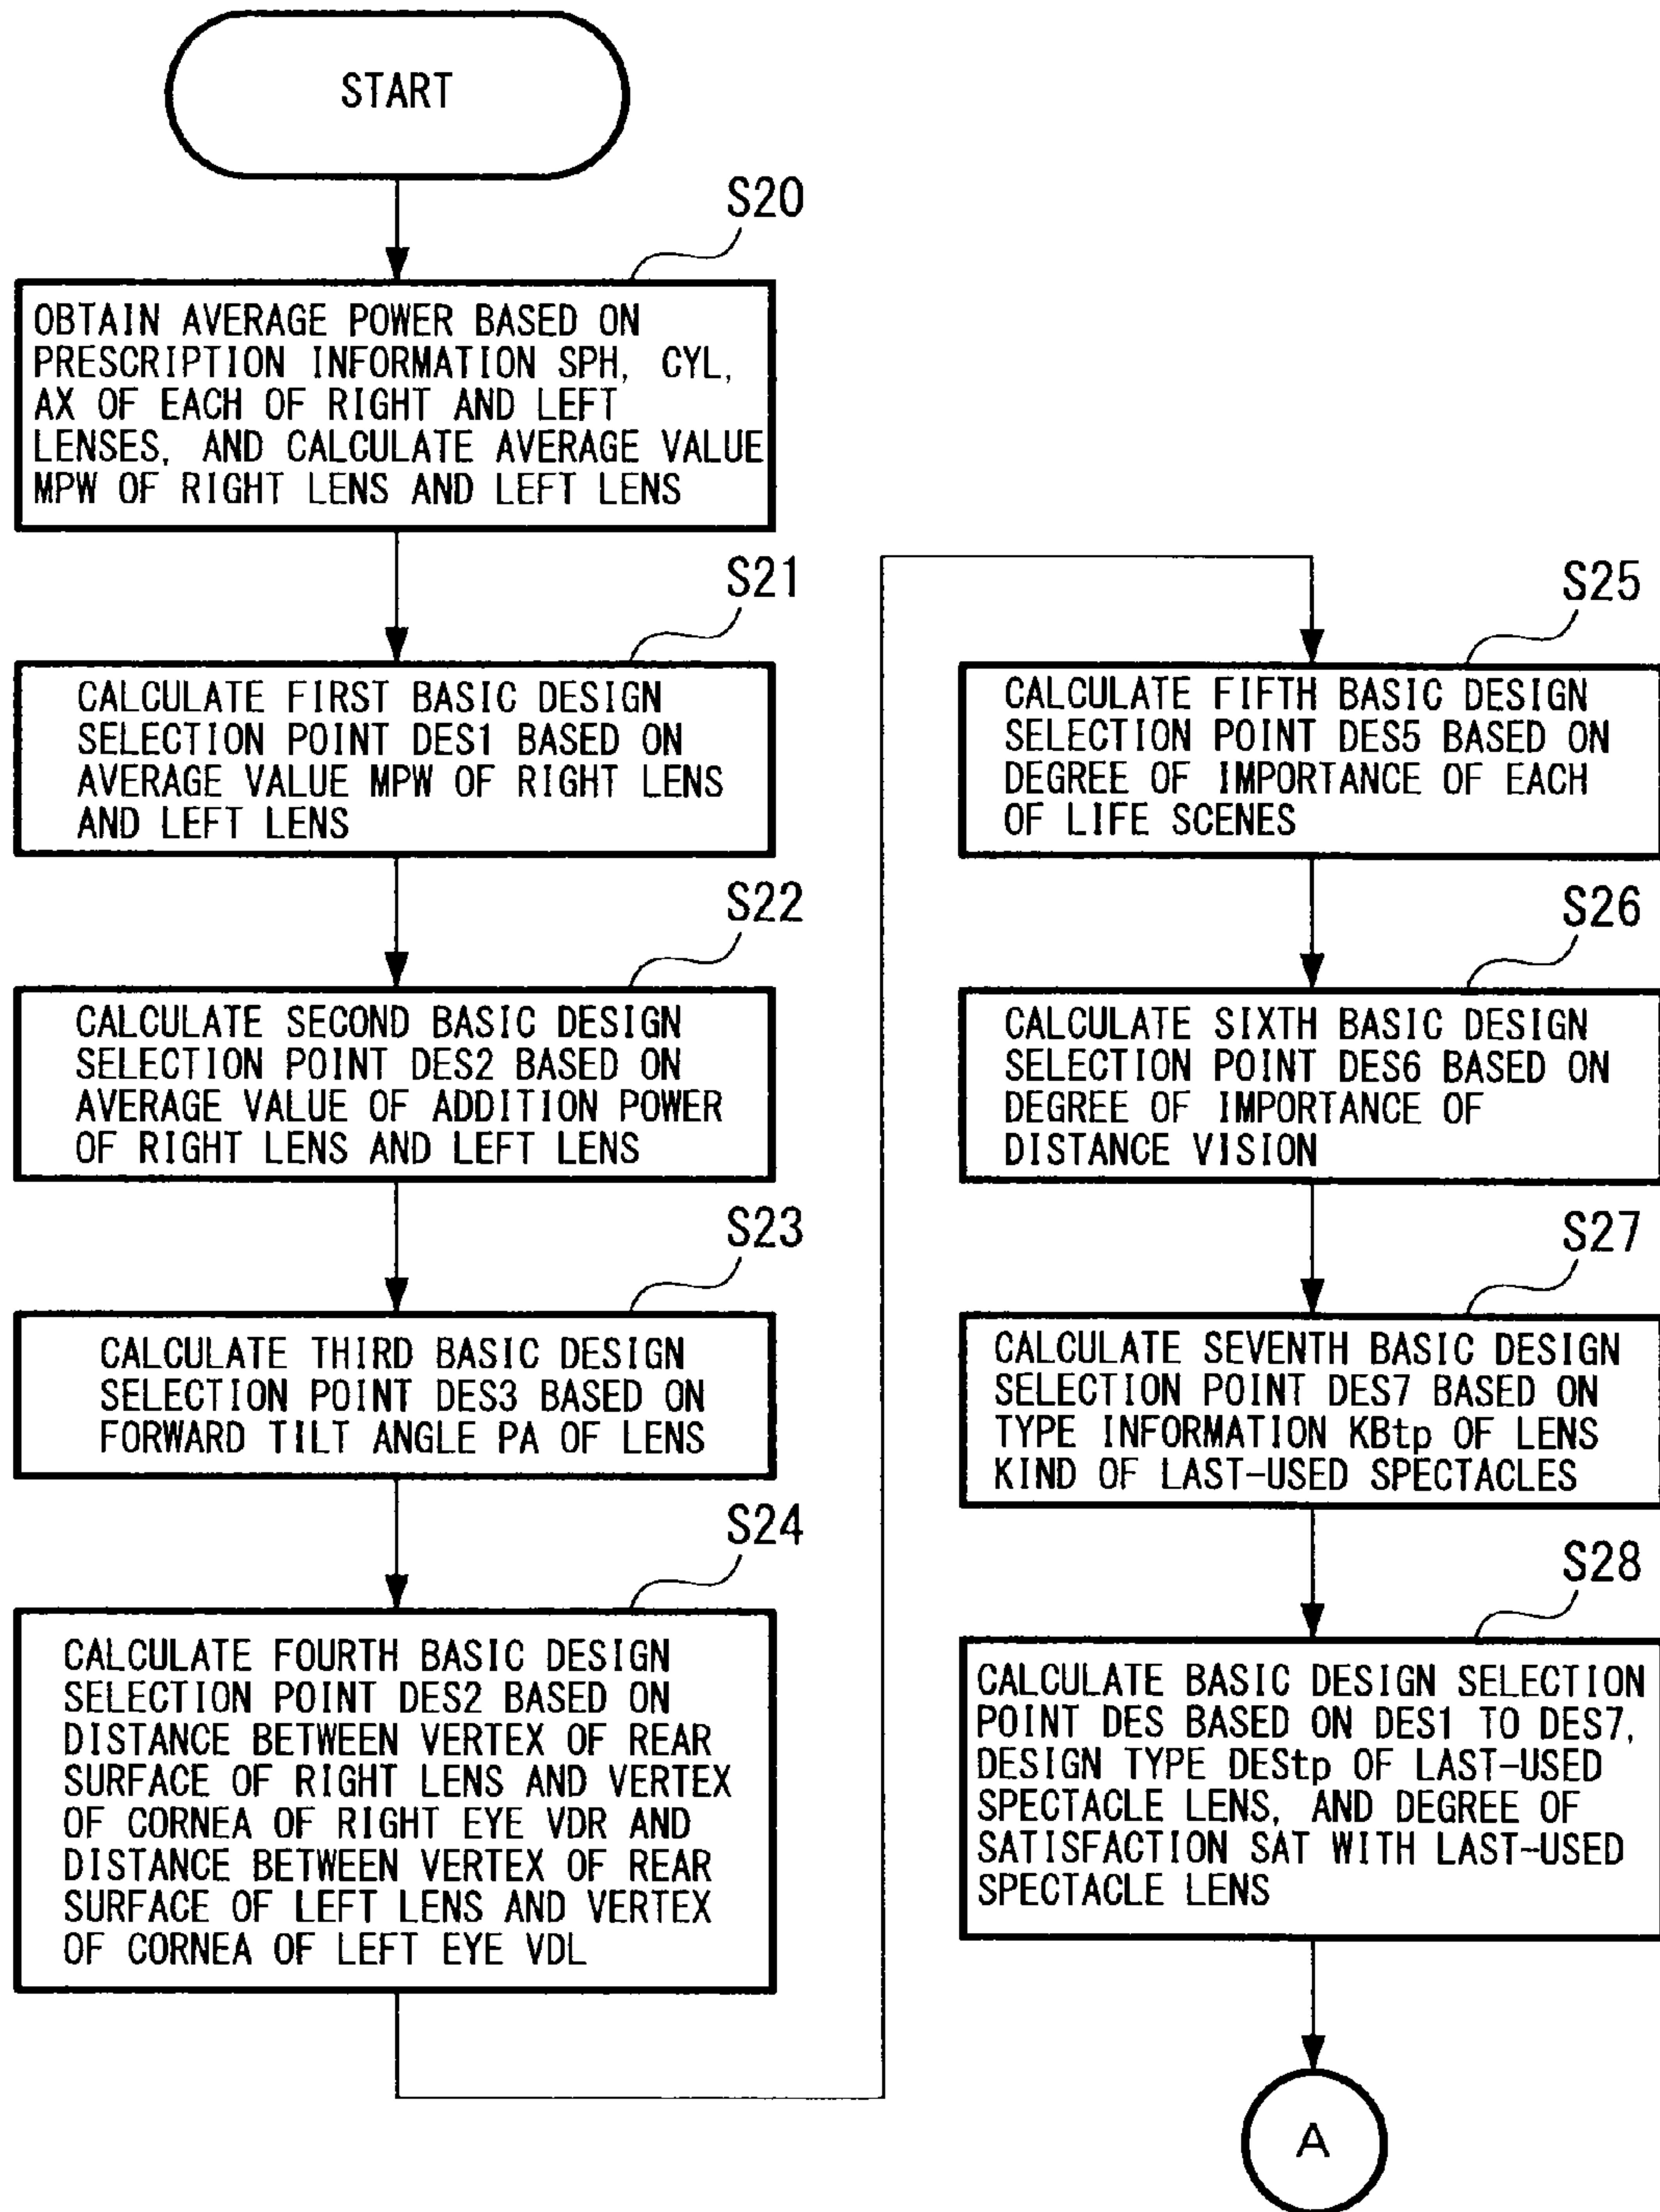 START
S20
OBTAIN AVERAGE POWER BASED ON
PRESCRIPTION INFORMATION SPH, CYL,
AX OF EACH OF RIGHT AND LEFT
LENSES, AND CALCULATE AVERAGE VALUE
MPW OF RIGHT LENS AND LEFT LENS
S21
CALCULATE FIRST BASIC DESIGN
SELECTION POINT DES1 BASED ON
AVERAGE VALUE MPW OF RIGHT LENS
AND LEFT LENS
S22
CALCULATE SECOND BASIC DESIGN
SELECTION POINT DES2 BASED ON
AVERAGE VALUE OF ADDITION POWER
OF RIGHT LENS AND LEFT LENS
S23
CALCULATE THIRD BASIC DESIGN
SELECTION POINT DES3 BASED ON
FORWARD TILT ANGLE PA OF LENS
S24
CALCULATE FOURTH BASIC DESIGN
SELECTION POINT DES2 BASED ON
DISTANCE BETWEEN VERTEX OF REAR
SURFACE OF RIGHT LENS AND VERTEX
OF CORNEA OF RIGHT EYE VDR AND
DISTANCE BETWEEN VERTEX OF REAR
SURFACE OF LEFT LENS AND VERTEX
OF CORNEA OF LEFT EYE VDL
S25
CALCULATE FIFTH BASIC DESIGN
SELECTION POINT DES5 BASED ON
DEGREE OF IMPORTANCE OF EACH
OF LIFE SCENES
S26
CALCULATE SIXTH BASIC DESIGN
SELECTION POINT DES6 BASED ON
DEGREE OF IMPORTANCE OF
DISTANCE VISION
S27
CALCULATE SEVENTH BASIC DESIGN
SELECTION POINT DES7 BASED ON
TYPE INFORMATION KBtp OF LENS
KIND OF LAST-USED SPECTACLES
S28
CALCULATE BASIC DESIGN SELECTION
POINT DES BASED ON DES1 TO DES7,
DESIGN TYPE DEStp OF LAST-USED
SPECTACLE LENS, AND DEGREE OF
SATISFACTION SAT WITH LAST-USED
SPECTACLE LENS
A